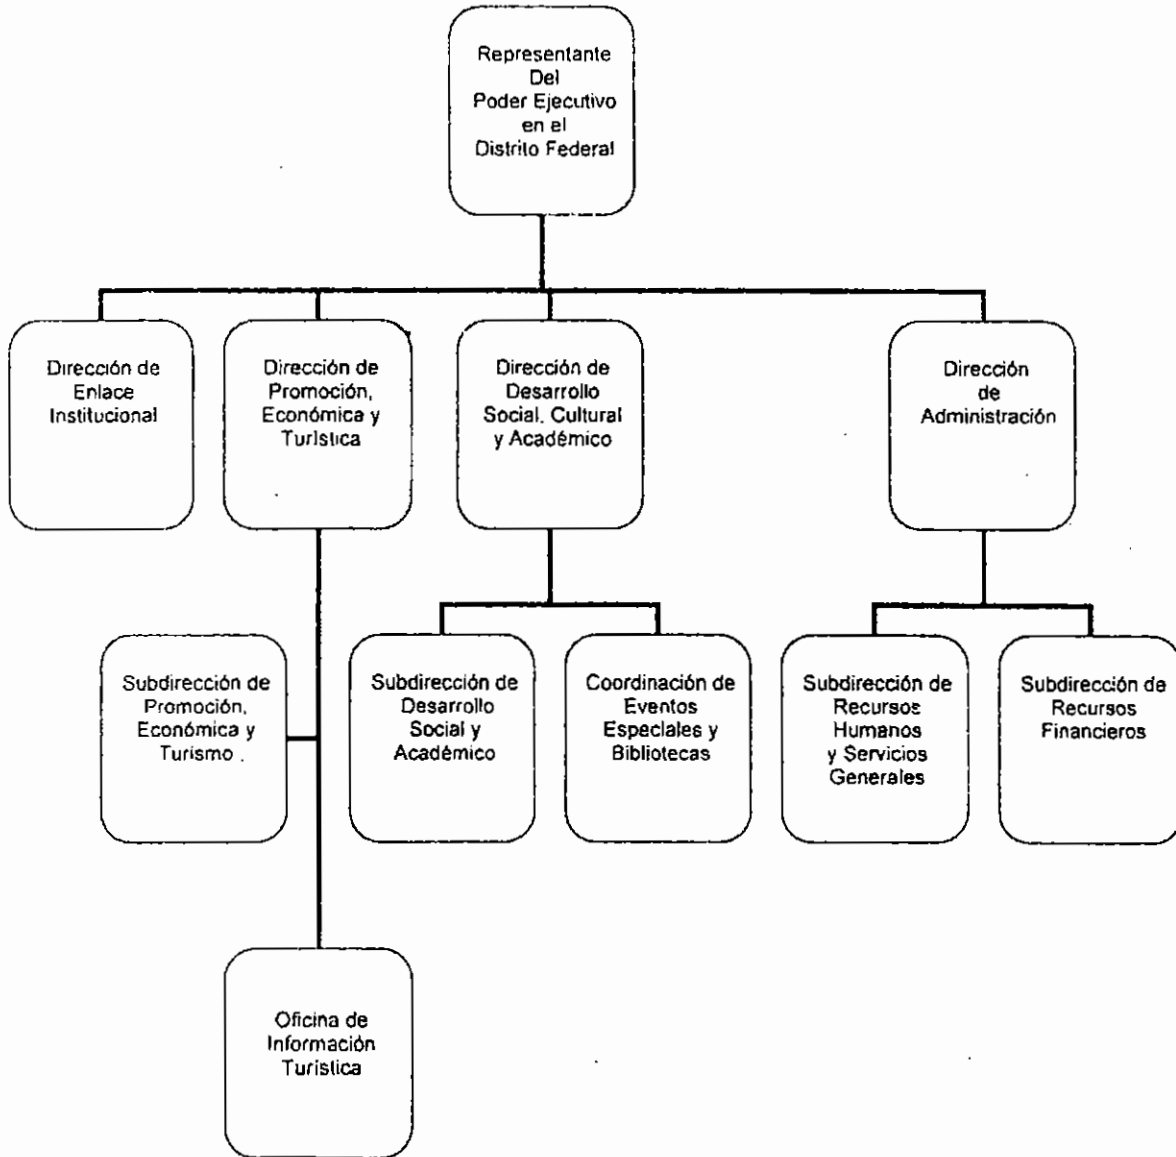 Representante
Del
Poder Ejecutivo
en el
Distrito Federal
Dirección de
Enlace
Institucional
Dirección de
Promoción,
Económica y
Turística
Dirección de
Desarrollo
Social, Cultural
y Académico
Dirección
de
Administración
Subdirección de
Promoción,
Económica y
Turismo
Subdirección de
Desarrollo
Social y
Académico
Coordinación de
Eventos
Especiales y
Bibliotecas
Subdirección de
Recursos
Humanos
y Servicios
Generales
Subdirección de
Recursos
Financieros
Oficina de
Información
Turística